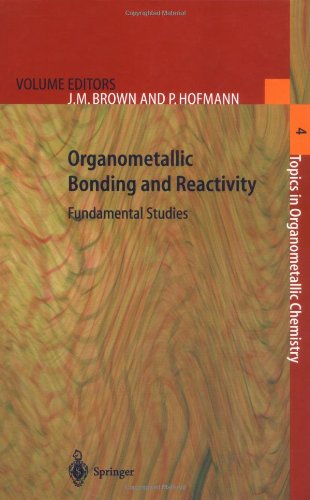 VOLUME EDITORS
J.M. BROWN AND P. HOFMANN
Organometallic
Bonding and Reactivity
Fundamental Studies
4
Topics in Organometallic Chemistry
Springer